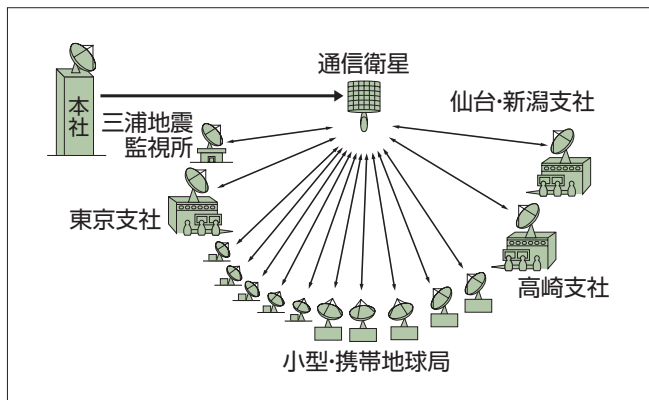 通信衛星
仙台・新潟支社
本社
三浦地震
監視所
東京支社
高崎支社
小型・携帯地球局